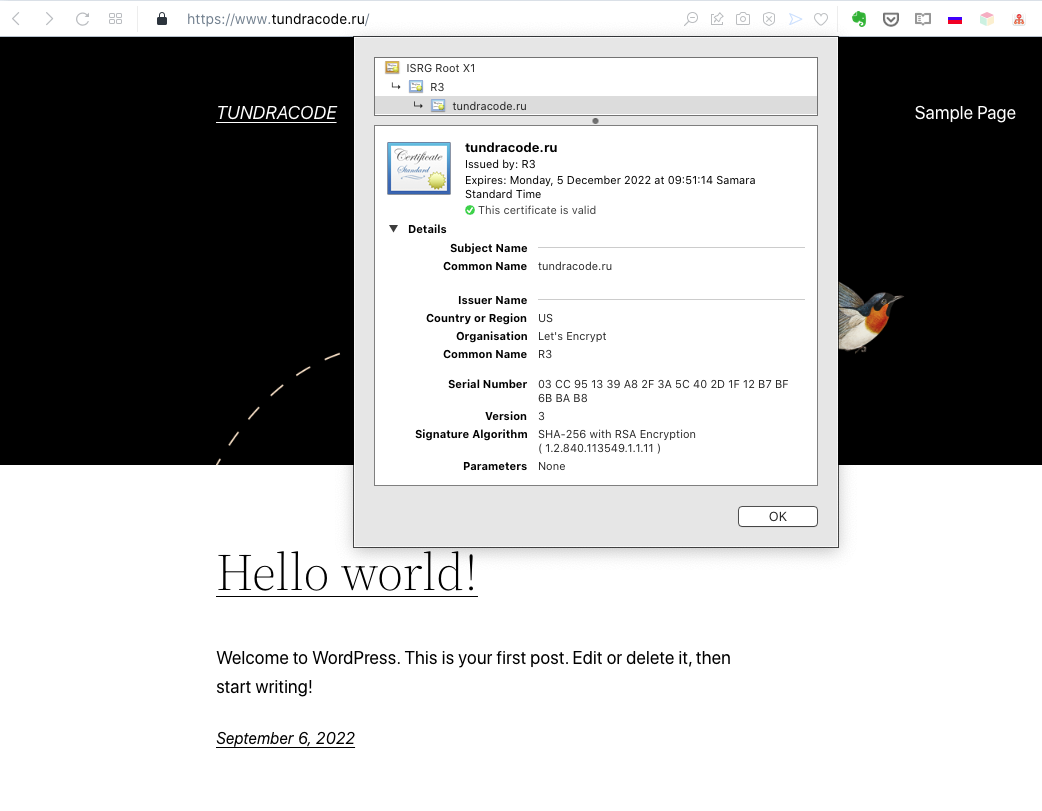 https://www.tundracode.ru/
ISRG Root X1
R3
tundracode.ru
TUNDRACODE
Sample Page
Certificate
Standard
tundracode.ru
Issued by: R3
Expires: Monday, 5 December 2022 at 09:51:14 Samara
Standard Time
This certificate is valid
Details
Subject Name
Common Name tundracode.ru
Issuer Name
Country or Region US
Organisation Let's Encrypt
Common Name R3
Serial Number 03 CC 95 13 39 A8 2F 3A 5C 40 2D 1F 12 B7 BF
6B BA B8
Version 3
Signature Algorithm SHA-256 with RSA Encryption
( 1.2.840.113549.1.1.11 )
Parameters None
OK
Hello world!
Welcome to WordPress. This is your first post. Edit or delete it, then
start writing!
September 6, 2022